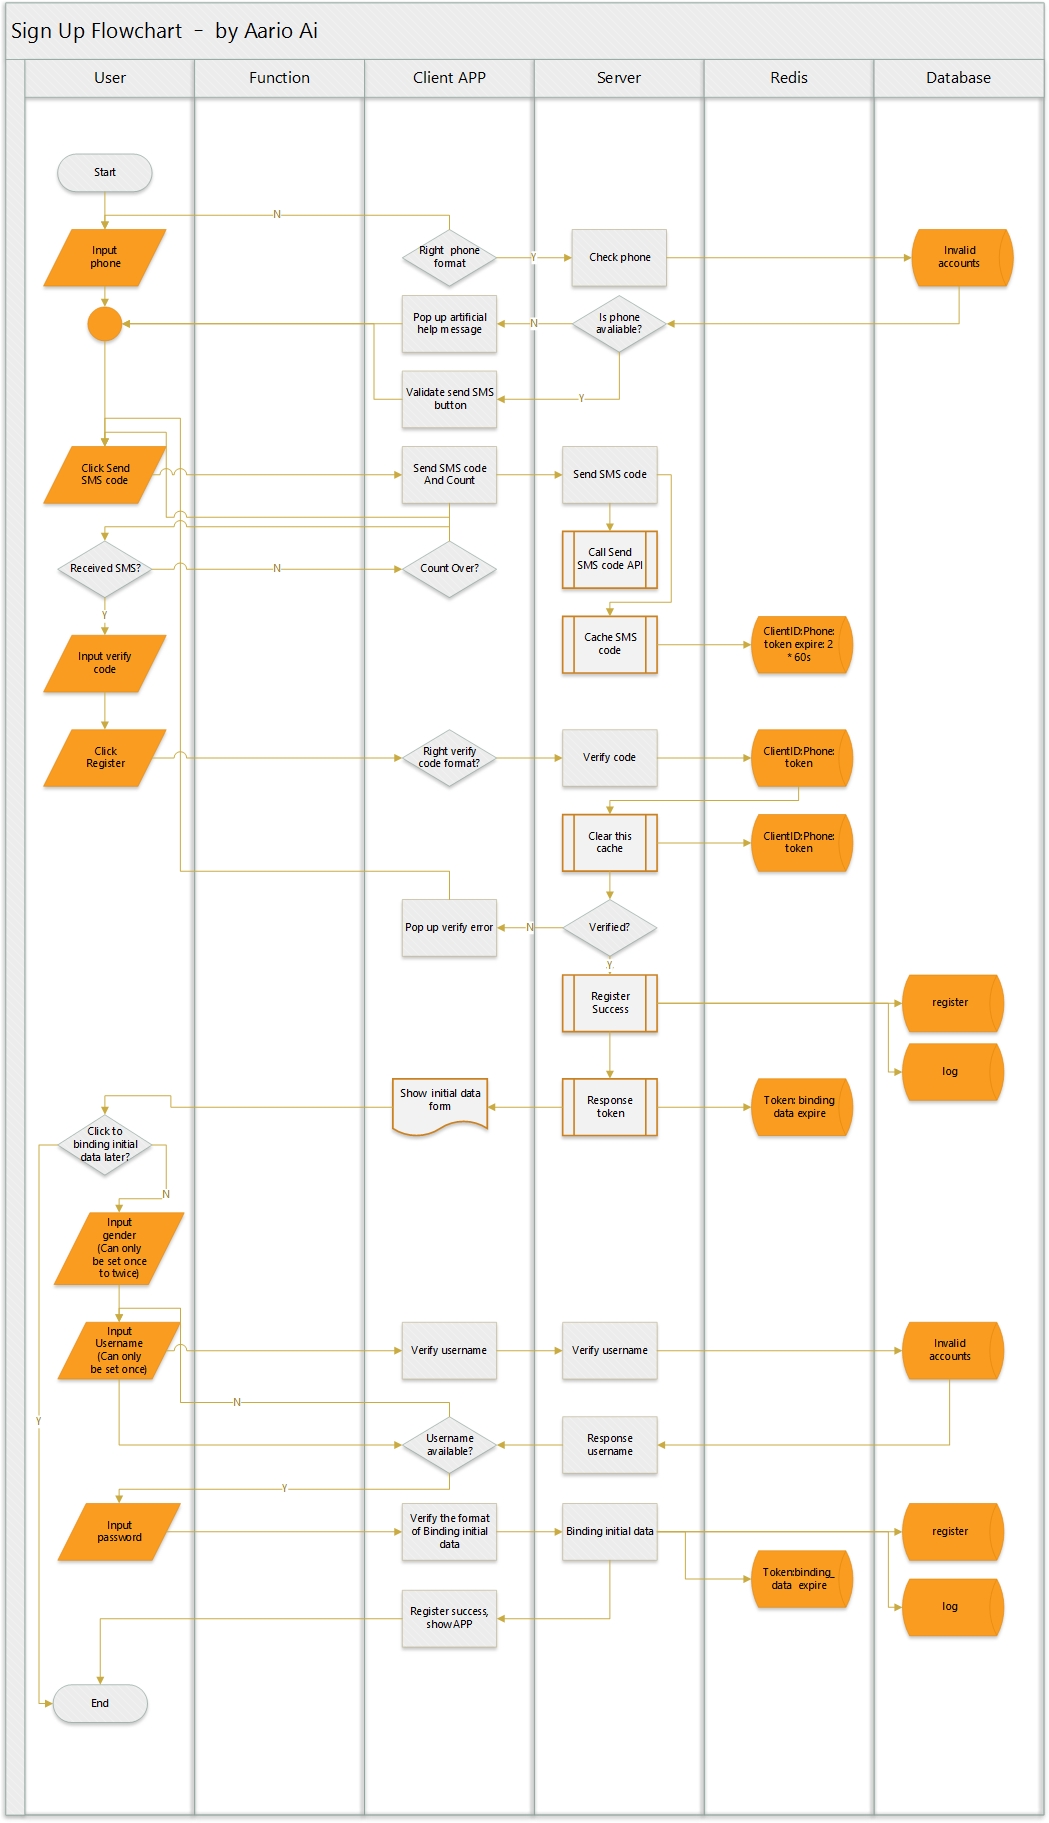 Sign Up Flowchart - by Aario Ai
User
Function
Client APP
Server
Redis
Database
Start
N
Input
phone
Right phone
format
Y
Check phone
Invalid
accounts
Pop up artificial
help message
N
Is phone
avaliable?
Validate send SMS
button
Y
Click Send
SMS code
Send SMS code
And Count
Send SMS code
Call Send
SMS code API
Received SMS?
N
Count Over?
Y
Input verify
code
Cache SMS
code
ClientID:Phone:
token expire: 2
* 60s
Click
Register
Right verify
code format?
Verify code
ClientID:Phone:
token
Clear this
cache
ClientID:Phone:
token
Pop up verify error
N
Verified?
Y
Register
Success
register
log
Show initial data
form
Response
token
Token: binding
data expire
Click to
binding initial
data later?
N
Input
gender
(Can only
be set once
to twice)
Input
Username
(Can only
be set once)
Verify username
Verify username
Invalid
accounts
N
Y
Username
available?
Response
username
Y
Input
password
Verify the format
of Binding initial
data
Binding initial data
register
Token:binding_
data expire
log
Register success,
show APP
End